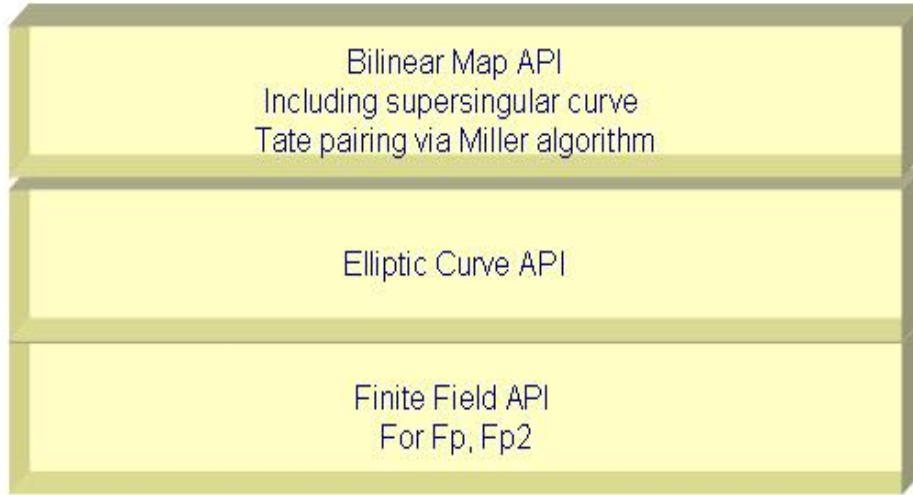 Bilinear Map API
Including supersingular curve
Tate pairing via Miller algorithm
Elliptic Curve API
Finite Field API
For Fp, Fp2